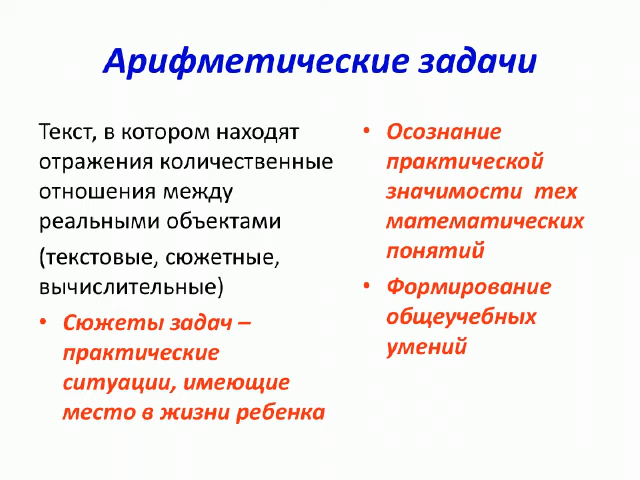 Арифметические задачи
Текст, в котором находят
отражения количественные
отношения между
реальными объектами
(текстовые, сюжетные,
вычислительные)
• Сюжеты задач –
практические
ситуации, имеющие
место в жизни ребенка
• Осознание
практической
значимости тех
математических
понятий
• Формирование
общеучебных
умений